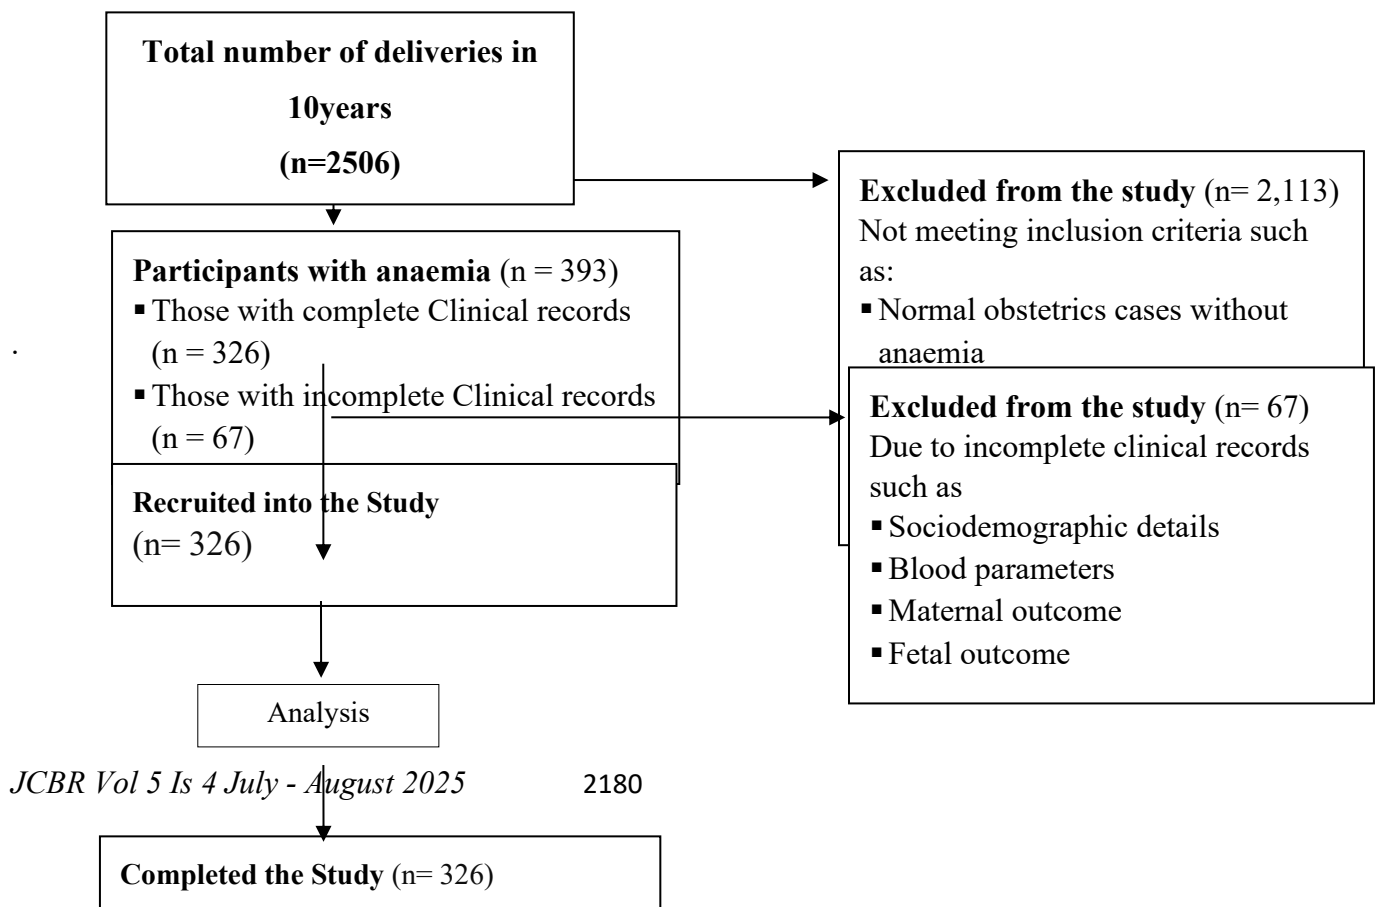 Total number of deliveries in
10years
(n=2506)
Excluded from the study (n= 2,113)
Not meeting inclusion criteria such
as:
▪ Normal obstetrics cases without
anaemia
Participants with anaemia (n = 393)
▪ Those with complete Clinical records
(n = 326)
▪ Those with incomplete Clinical records
(n = 67)
.
Excluded from the study (n= 67)
Due to incomplete clinical records
such as
▪ Sociodemographic details
▪ Blood parameters
▪ Maternal outcome
▪ Fetal outcome
Recruited into the Study
(n= 326)
Analysis
JCBR Vol 5 Is 4 July - August 2025 2180
Completed the Study (n= 326)